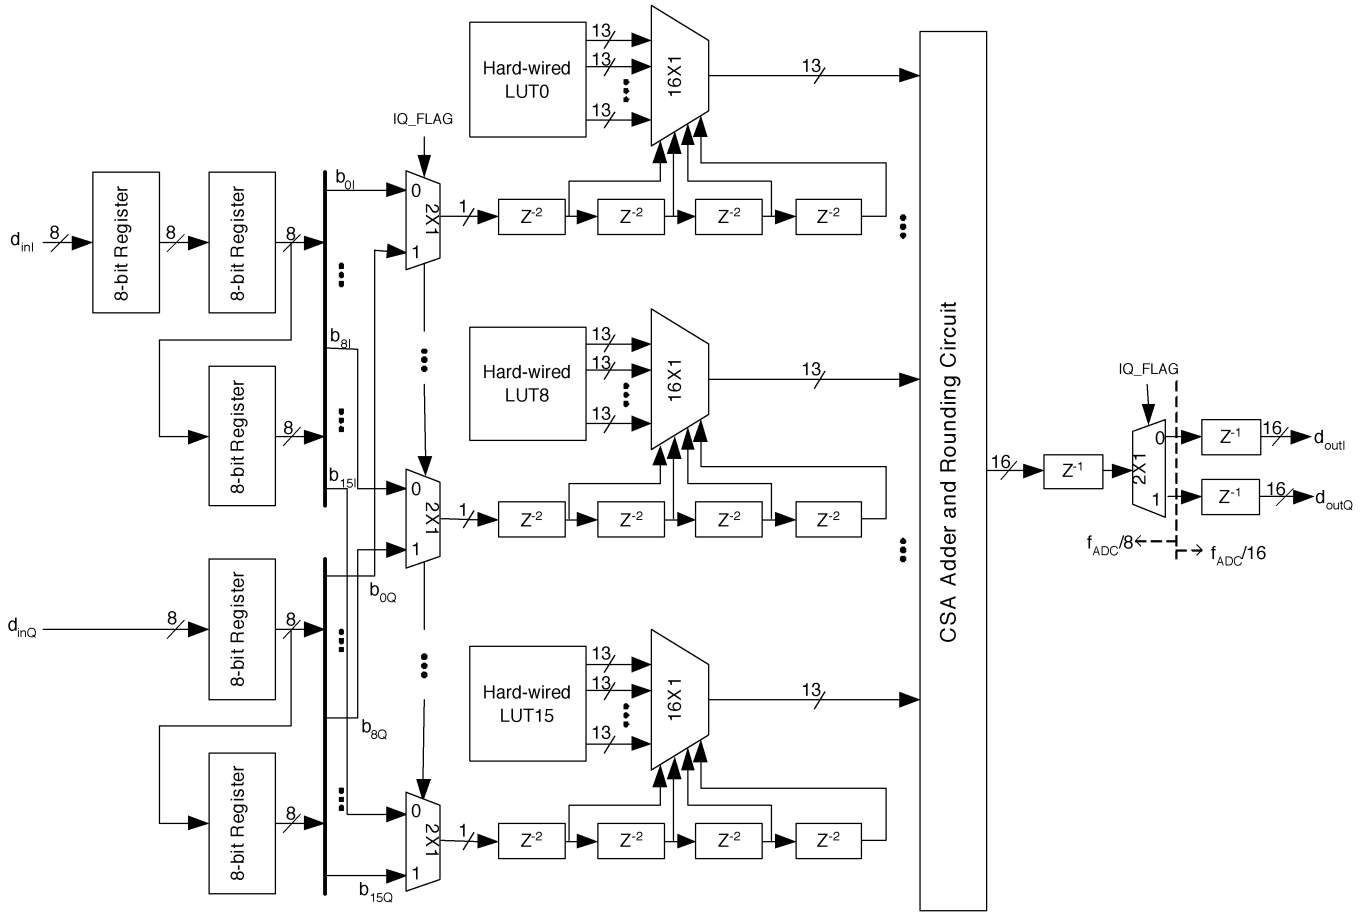 13
13
13
Hard-wired
LUT0
16X1
13
IQ_FLAG
b0I
0
2X1
1
1
Z-2
Z-2
Z-2
Z-2
dinI
8
8-bit Register
8
8-bit Register
8
b8I
8-bit Register
8
b15I
13
13
13
Hard-wired
LUT8
16X1
13
0
2X1
1
1
Z-2
Z-2
Z-2
Z-2
b0Q
dinQ
8
8-bit Register
8
b8Q
8-bit Register
8
13
13
13
Hard-wired
LUT15
16X1
13
0
2X1
1
1
Z-2
Z-2
Z-2
Z-2
b15Q
CSA Adder and Rounding Circuit
16
Z-1
IQ_FLAG
2X1
0
1
Z-1
16
doutI
Z-1
16
doutQ
fADC/8
fADC/16